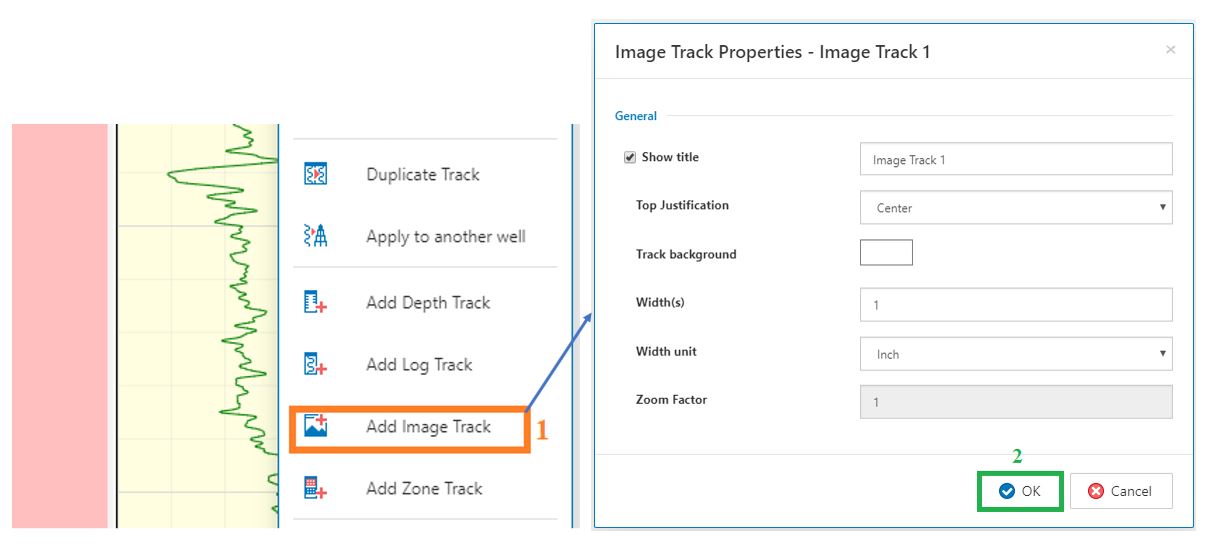 Duplicate Track
Apply to another well
Add Depth Track
Add Log Track
Add Image Track
1
Add Zone Track
Image Track Properties - Image Track 1
×
General
Show title
Image Track 1
Top Justification
Center
Track background
Width(s)
1
Width unit
Inch
Zoom Factor
1
2
OK
Cancel